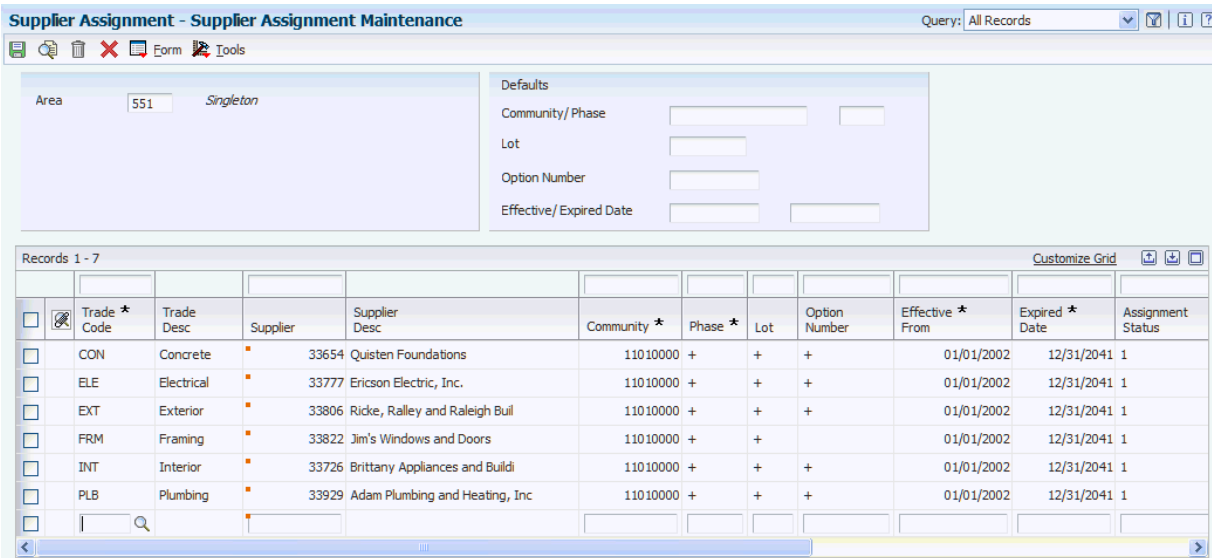 Supplier Assignment - Supplier Assignment Maintenance Query: All Records
Form Tools
Defaults
Area 551 Singleton
Community/ Phase
Lot
Option Number
Effective/ Expired Date
Records 1 - 7 Customize Grid
Trade * Code Trade Desc Supplier Supplier Desc Community * Phase * Lot Option Number Effective * From Expired * Date Assignment Status
CON Concrete 33654 Quisten Foundations 11010000 + + + 01/01/2002 12/31/2041 1
ELE Electrical 33777 Ericson Electric, Inc. 11010000 + + + 01/01/2002 12/31/2041 1
EXT Exterior 33806 Ricke, Ralley and Raleigh Buil 11010000 + + + 01/01/2002 12/31/2041 1
FRM Framing 33822 Jim's Windows and Doors 11010000 + + 01/01/2002 12/31/2041 1
INT Interior 33726 Brittany Appliances and Buildi 11010000 + + + 01/01/2002 12/31/2041 1
PLB Plumbing 33929 Adam Plumbing and Heating, Inc 11010000 + + + 01/01/2002 12/31/2041 1